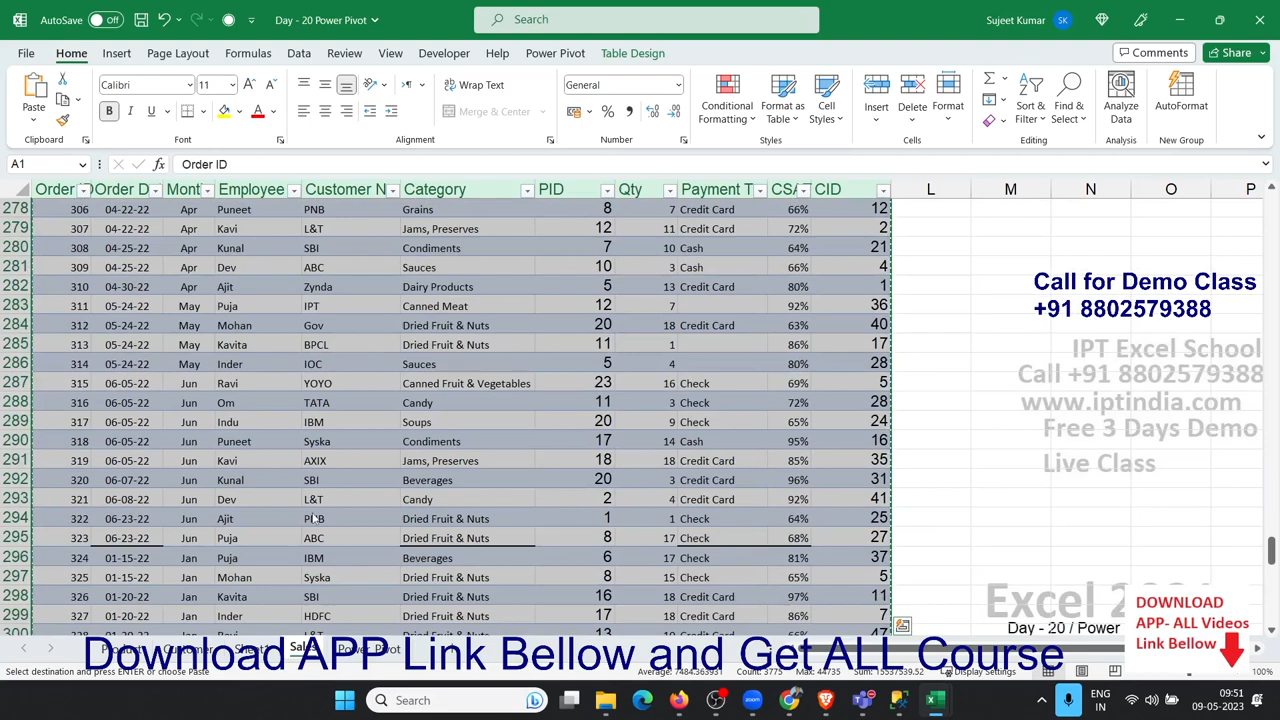 AutoSave Off Day - 20 Power Pivot Search Sujeet Kumar SK
File Home Insert Page Layout Formulas Data Review View Developer Help Power Pivot Table Design Comments Share
Calibri 11 Wrap Text General
Paste B I U Merge & Center Conditional Formatting Format as Table Cell Styles Insert Delete Format Sort & Filter Find & Select Analyze Data AutoFormat
Clipboard Font Alignment Number Styles Cells Editing Analysis New Group
A1 fx Order ID
Order Order D Mont Employee Customer N Category PID Qty Payment T CSA CID L M N O P
278 306 04-22-22 Apr Puneet PNB Grains 8 7 Credit Card 66% 12
279 307 04-22-22 Apr Kavi L&T Jams, Preserves 12 11 Credit Card 72% 2
280 308 04-25-22 Apr Kunal SBI Condiments 7 10 Cash 64% 21
281 309 04-25-22 Apr Dev ABC Sauces 10 3 Cash 66% 4
282 310 04-30-22 Apr Ajit Zynda Dairy Products 5 13 Credit Card 80% 1
283 311 05-24-22 May Puja IPT Canned Meat 12 7 92% 36
284 312 05-24-22 May Mohan Gov Dried Fruit & Nuts 20 18 Credit Card 63% 40
285 313 05-24-22 May Kavita BPCL Dried Fruit & Nuts 11 1 86% 17
286 314 05-24-22 May Inder IOC Sauces 5 4 80% 28
287 315 06-05-22 Jun Ravi YOYO Canned Fruit & Vegetables 23 16 Check 69% 5
288 316 06-05-22 Jun Om TATA Candy 11 3 Check 72% 28
289 317 06-05-22 Jun Indu IBM Soups 20 9 Check 65% 24
290 318 06-05-22 Jun Puneet Syska Condiments 17 14 Cash 95% 16
291 319 06-05-22 Jun Kavi AXIX Jams, Preserves 18 18 Credit Card 85% 35
292 320 06-07-22 Jun Kunal SBI Beverages 20 3 Credit Card 96% 31
293 321 06-08-22 Jun Dev L&T Candy 2 4 Credit Card 92% 41
294 322 06-23-22 Jun Ajit PNB Dried Fruit & Nuts 1 1 Check 64% 25
295 323 06-23-22 Jun Puja ABC Dried Fruit & Nuts 8 17 Check 68% 27
296 324 01-15-22 Jan Puja IBM Beverages 6 17 Check 81% 37
297 325 01-15-22 Jan Mohan Syska Dried Fruit & Nuts 8 15 Check 65% 5
298 326 01-20-22 Jan Kavita SBI Dried Fruit & Nuts 16 18 Credit Card 97% 11
299 327 01-20-22 Jan Inder HDFC Dried Fruit & Nuts 17 18 Credit Card 86% 7
Call for Demo Class
+91 8802579388
IPT Excel School
Call +91 8802579388
www.iptindia.com
Free 3 Days Demo
Live Class
Excel 2
Day - 20 / Power
DOWNLOAD
APP- ALL Videos
Link Bellow
Download APP Link Bellow and Get ALL Course
Select destination and press ENTER or choose Paste Average: 7484.363931 Count: 3775 Max: 44735 Sum: 15537539.52 Display Settings 100%
Search ENG IN 09:51 09-05-2023